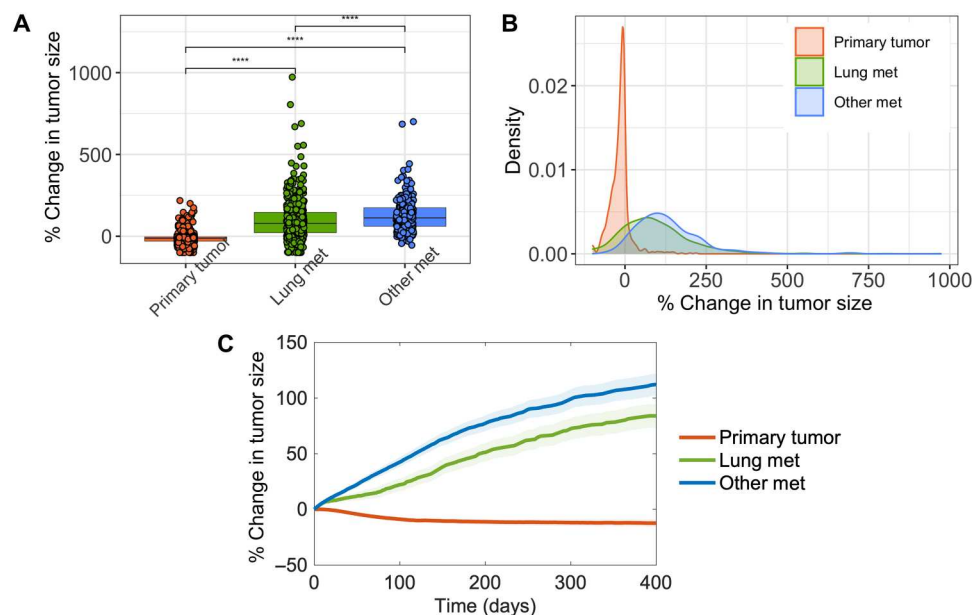 A
% Change in tumor size
1000
500
0
****
****
****
Primary tumor
Lung met
Other met
B
Density
0.02
0.01
0.00
0
250
500
750
1000
% Change in tumor size
Primary tumor
Lung met
Other met
C
% Change in tumor size
150
100
50
0
–50
0
100
200
300
400
Time (days)
Primary tumor
Lung met
Other met